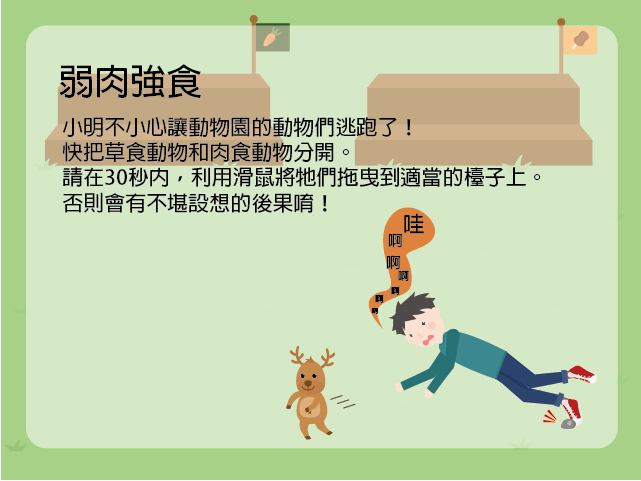 弱肉強食
小明不小心讓動物園的動物們逃跑了！
快把草食動物和肉食動物分開。
請在30秒內，利用滑鼠將牠們拖曳到適當的檯子上。
否則會有不堪設想的後果唷！
哇
啊
啊
啊